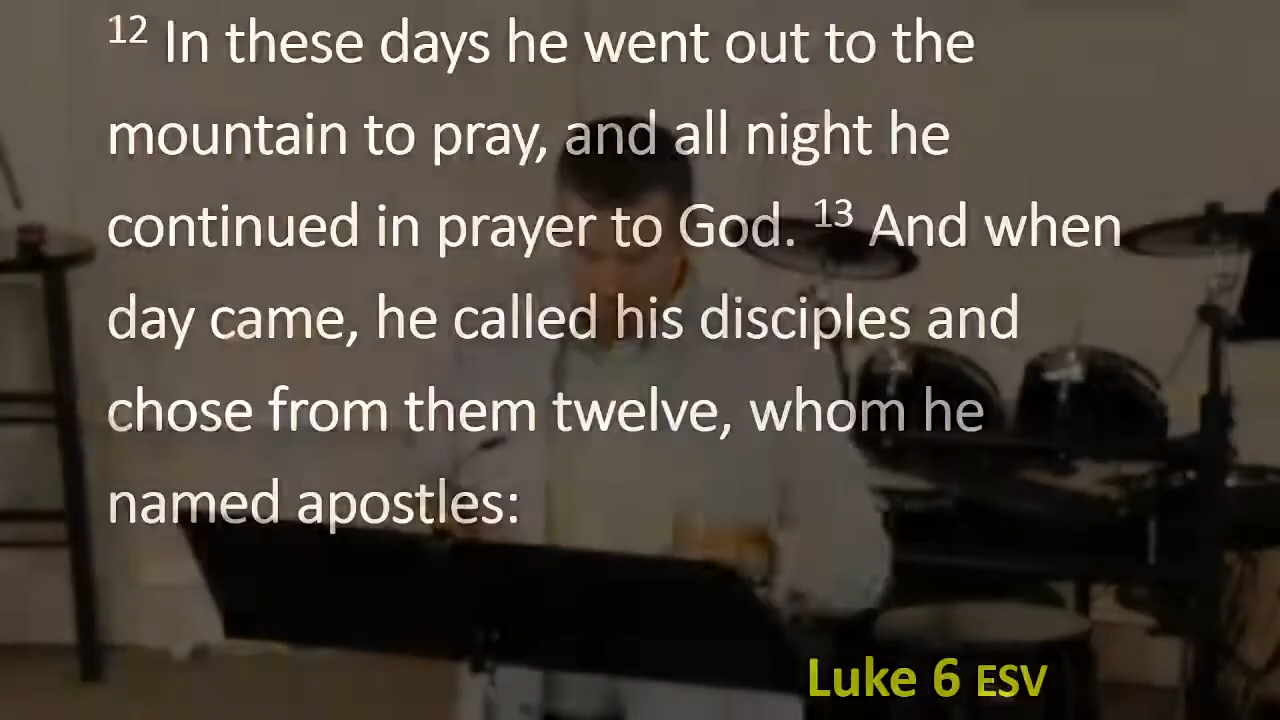 12 In these days he went out to the
mountain to pray, and all night he
continued in prayer to God. 13 And when
day came, he called his disciples and
chose from them twelve, whom he
named apostles:
Luke 6 ESV